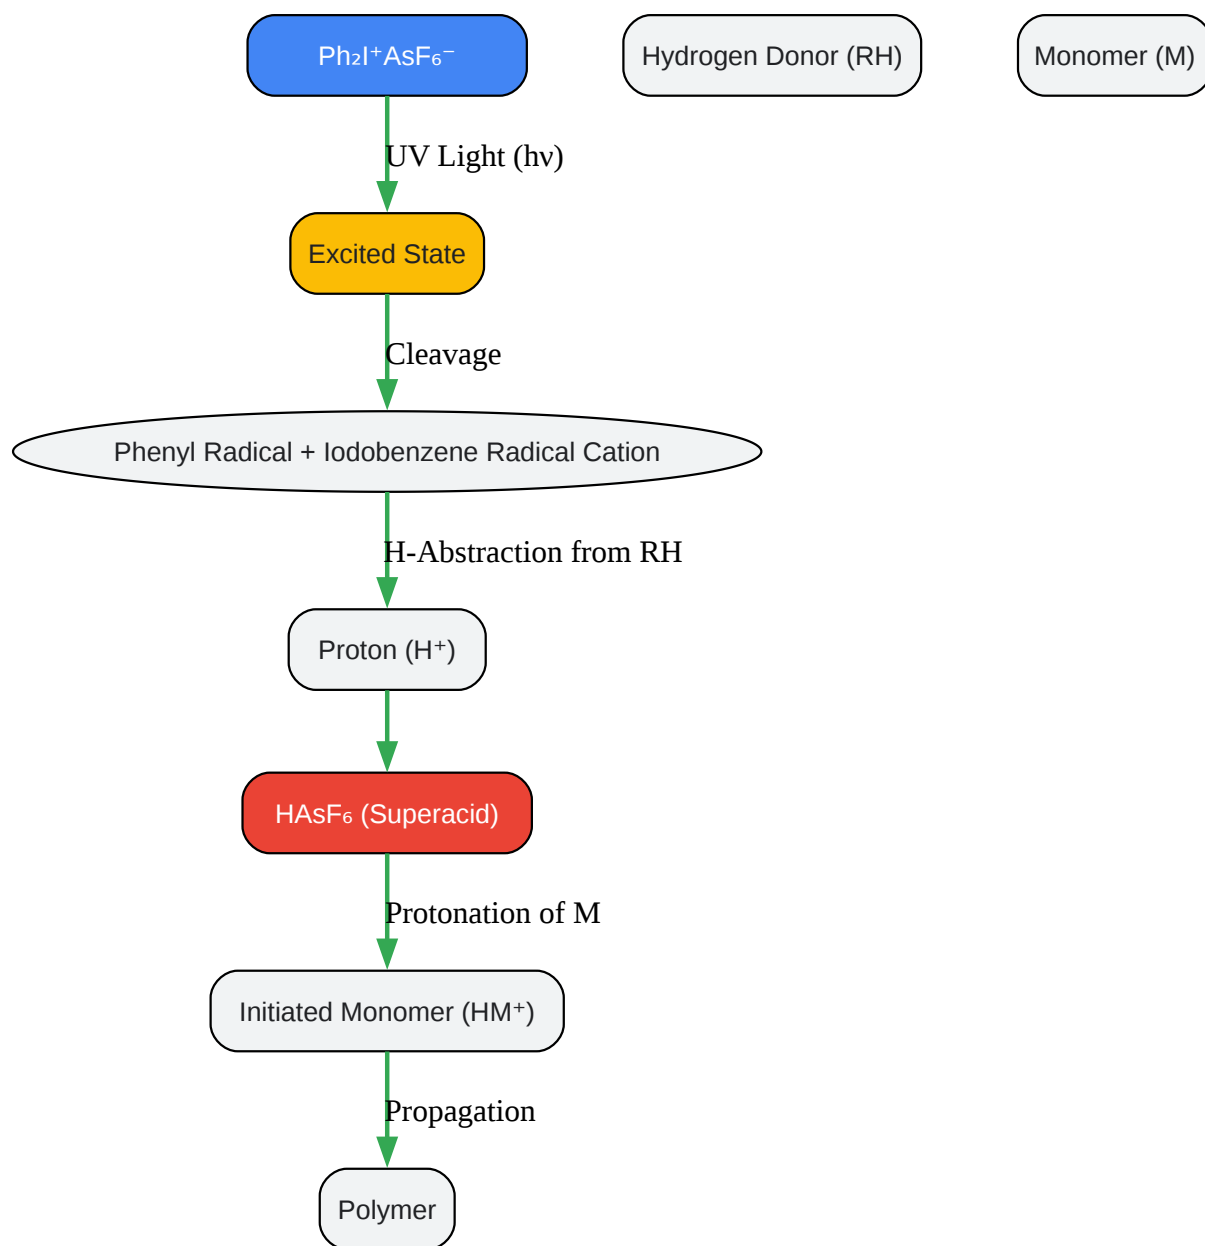 Ph₂I⁺AsF₆⁻
Hydrogen Donor (RH)
Monomer (M)
UV Light (hν)
Excited State
Cleavage
Phenyl Radical + Iodobenzene Radical Cation
H-Abstraction from RH
Proton (H⁺)
HAsF₆ (Superacid)
Protonation of M
Initiated Monomer (HM⁺)
Propagation
Polymer